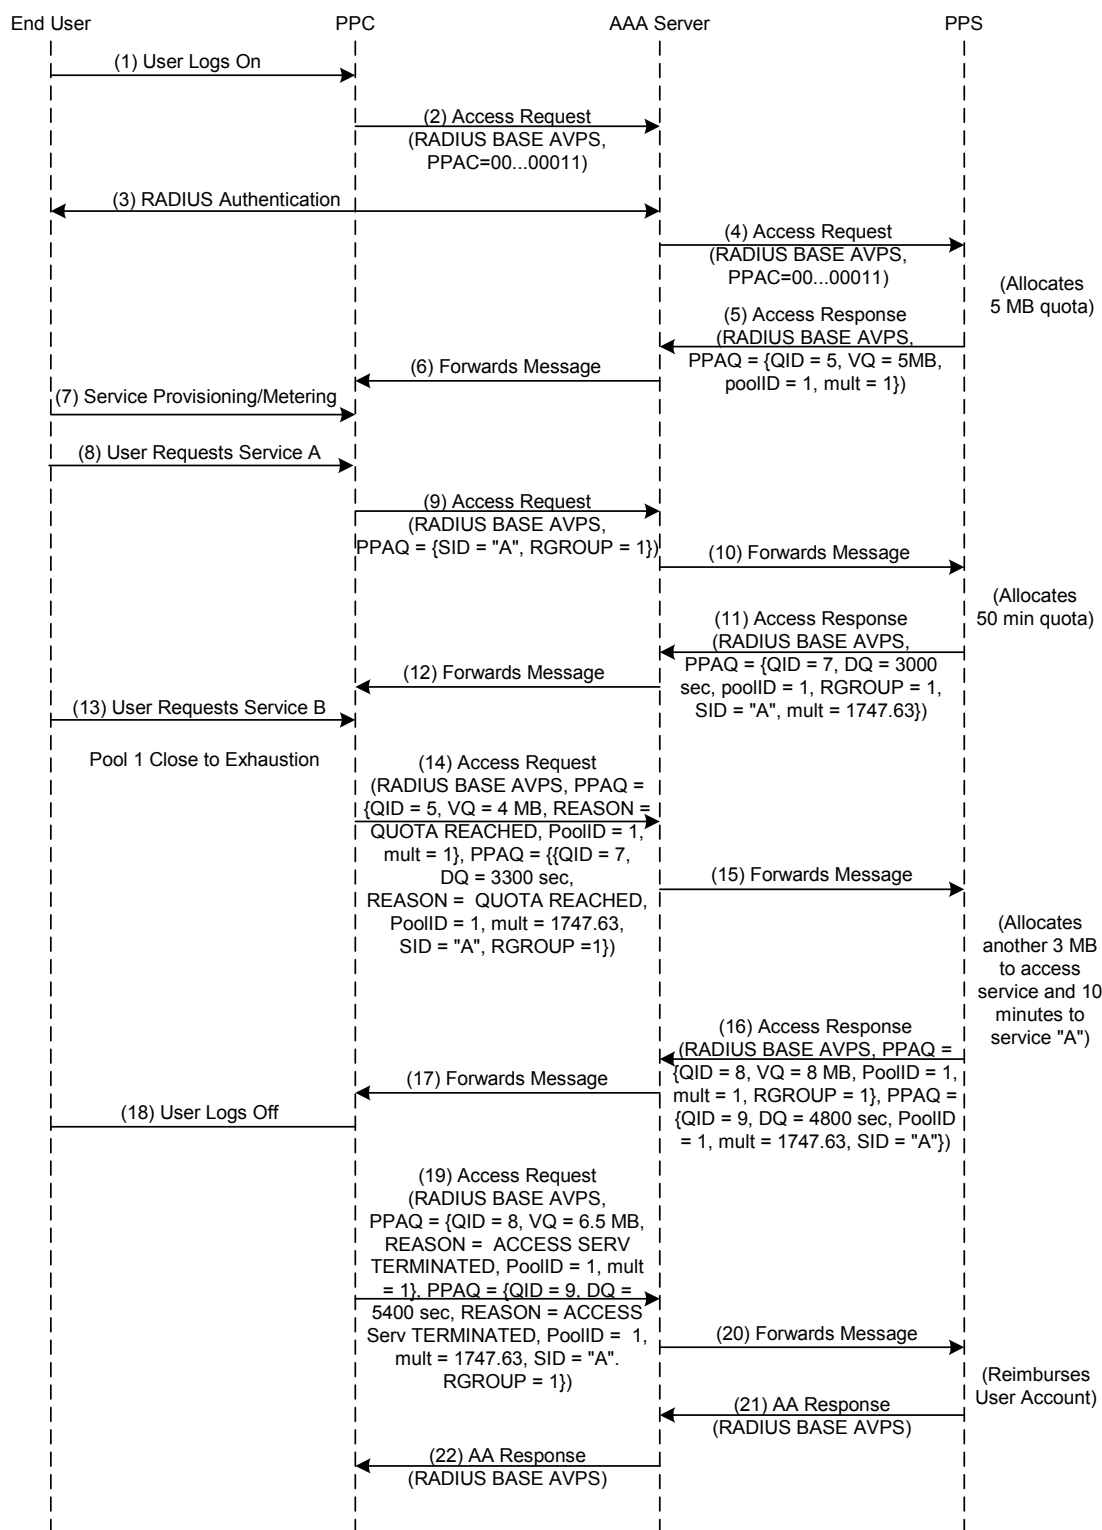 End User
PPC
AAA Server
PPS
(1) User Logs On
(2) Access Request
(RADIUS BASE AVPS,
PPAC=00...00011)
(3) RADIUS Authentication
(4) Access Request
(RADIUS BASE AVPS,
PPAC=00...00011)
(Allocates
5 MB quota)
(5) Access Response
(RADIUS BASE AVPS,
PPAQ = {QID = 5, VQ = 5MB,
poolID = 1, mult = 1})
(6) Forwards Message
(7) Service Provisioning/Metering
(8) User Requests Service A
(9) Access Request
(RADIUS BASE AVPS,
PPAQ = {SID = "A", RGROUP = 1})
(10) Forwards Message
(Allocates
50 min quota)
(11) Access Response
(RADIUS BASE AVPS,
PPAQ = {QID = 7, DQ = 3000
sec, poolID = 1, RGROUP = 1,
SID = "A", mult = 1747.63})
(12) Forwards Message
(13) User Requests Service B
Pool 1 Close to Exhaustion
(14) Access Request
(RADIUS BASE AVPS, PPAQ =
{QID = 5, VQ = 4 MB, REASON =
QUOTA REACHED, PoolID = 1,
mult = 1}, PPAQ = {{QID = 7,
DQ = 3300 sec,
REASON =  QUOTA REACHED,
PoolID = 1, mult = 1747.63,
SID = "A", RGROUP =1})
(15) Forwards Message
(Allocates
another 3 MB
to access
service and 10
minutes to
service "A")
(16) Access Response
(RADIUS BASE AVPS, PPAQ =
{QID = 8, VQ = 8 MB, PoolID = 1,
mult = 1, RGROUP = 1}, PPAQ =
{QID = 9, DQ = 4800 sec, PoolID
= 1, mult = 1747.63, SID = "A"})
(17) Forwards Message
(18) User Logs Off
(19) Access Request
(RADIUS BASE AVPS,
PPAQ = {QID = 8, VQ = 6.5 MB,
REASON =  ACCESS SERV
TERMINATED, PoolID = 1, mult
= 1}, PPAQ = {QID = 9, DQ =
5400 sec, REASON = ACCESS
Serv TERMINATED, PoolID =  1,
mult = 1747.63, SID = "A".
RGROUP = 1})
(20) Forwards Message
(Reimburses
User Account)
(21) AA Response
(RADIUS BASE AVPS)
(22) AA Response
(RADIUS BASE AVPS)